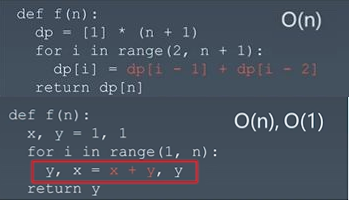 def f(n):
O(n)
dp = [1] * (n + 1)
for i in range(2, n + 1):
dp[i] = dp[i - 1] + dp[i - 2]
return dp[n]
def f(n):
O(n), O(1)
x, y = 1, 1
for i in range(1, n):
y, x = x + y, y
return y